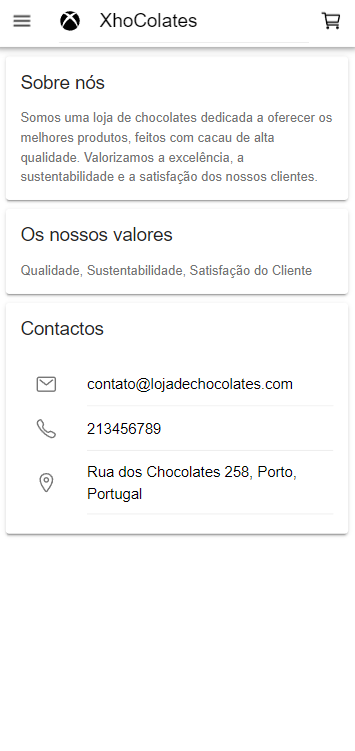 XhoColates
Sobre nós
Somos uma loja de chocolates dedicada a oferecer os
melhores produtos, feitos com cacau de alta
qualidade. Valorizamos a excelência, a
sustentabilidade e a satisfação dos nossos clientes.
Os nossos valores
Qualidade, Sustentabilidade, Satisfação do Cliente
Contactos
contato@lojadechocolates.com
213456789
Rua dos Chocolates 258, Porto,
Portugal